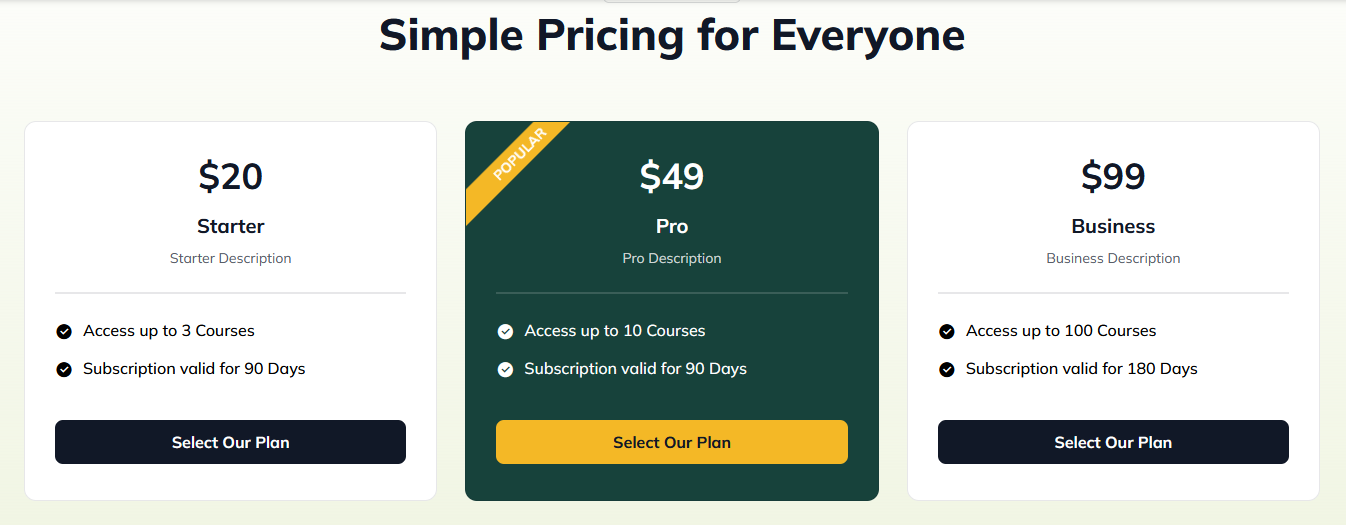 Simple Pricing for Everyone
$20
Starter
Starter Description
Access up to 3 Courses
Subscription valid for 90 Days
Select Our Plan
POPULAR
$49
Pro
Pro Description
Access up to 10 Courses
Subscription valid for 90 Days
Select Our Plan
$99
Business
Business Description
Access up to 100 Courses
Subscription valid for 180 Days
Select Our Plan